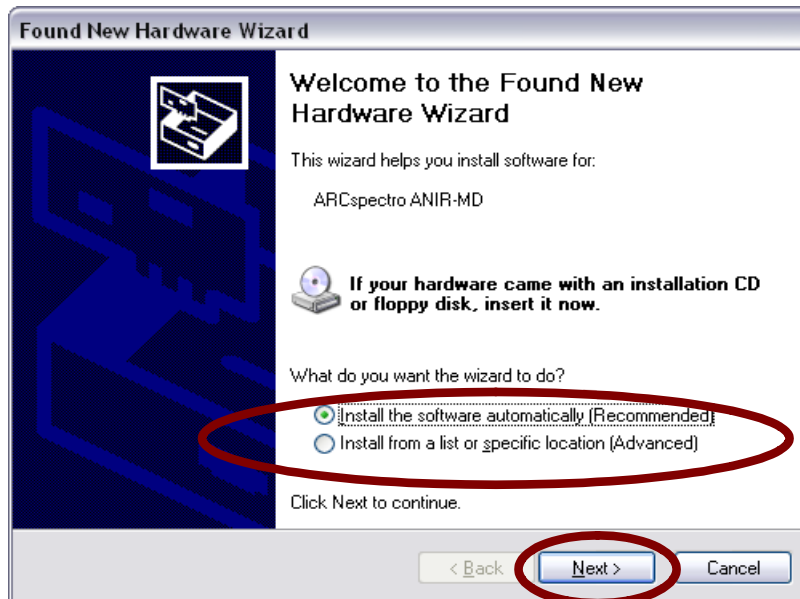 Found New Hardware Wizard
Welcome to the Found New
Hardware Wizard
This wizard helps you install software for:
ARCspectro ANIR-MD
If your hardware came with an installation CD
or floppy disk, insert it now.
What do you want the wizard to do?
Install the software automatically (Recommended)
Install from a list or specific location (Advanced)
Click Next to continue.
< Back Next > Cancel